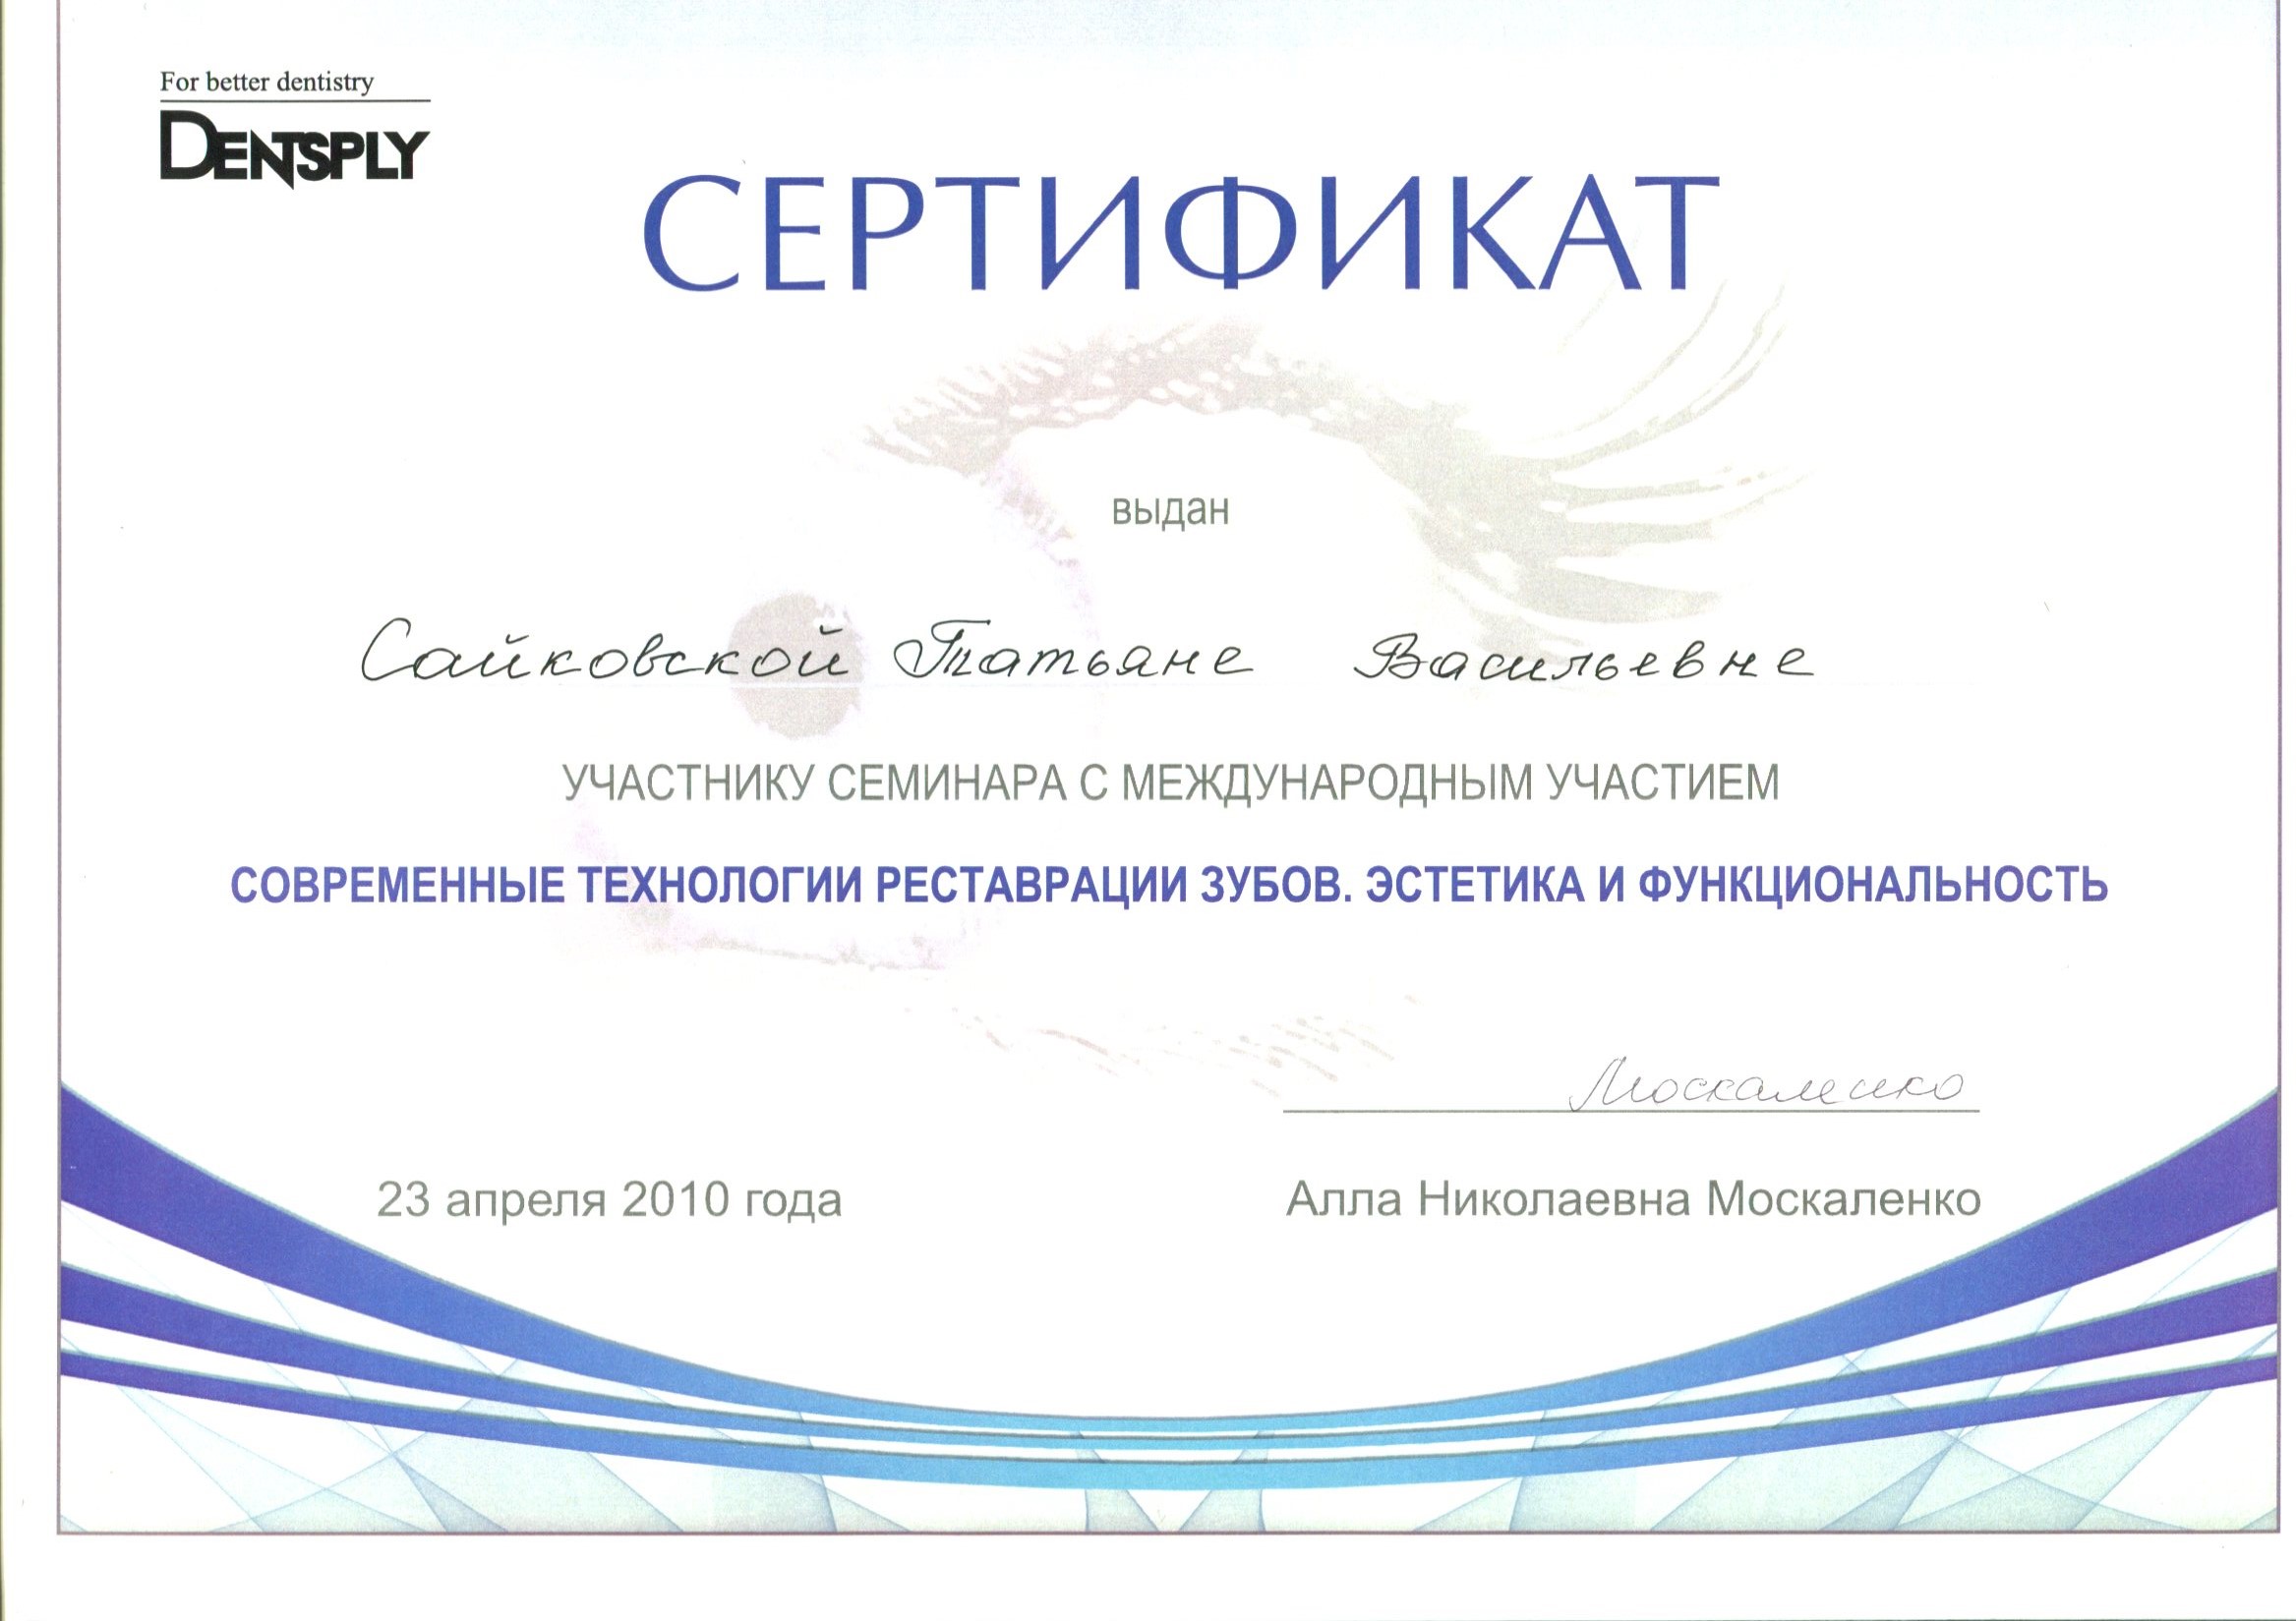 For better dentistry
DENTSPLY
СЕРТИФИКАТ
выдан
Сайковской Татьяне Васильевне
УЧАСТНИКУ СЕМИНАРА С МЕЖДУНАРОДНЫМ УЧАСТИЕМ
СОВРЕМЕННЫЕ ТЕХНОЛОГИИ РЕСТАВРАЦИИ ЗУБОВ. ЭСТЕТИКА И ФУНКЦИОНАЛЬНОСТЬ
Москаленко
23 апреля 2010 года Алла Николаевна Москаленко